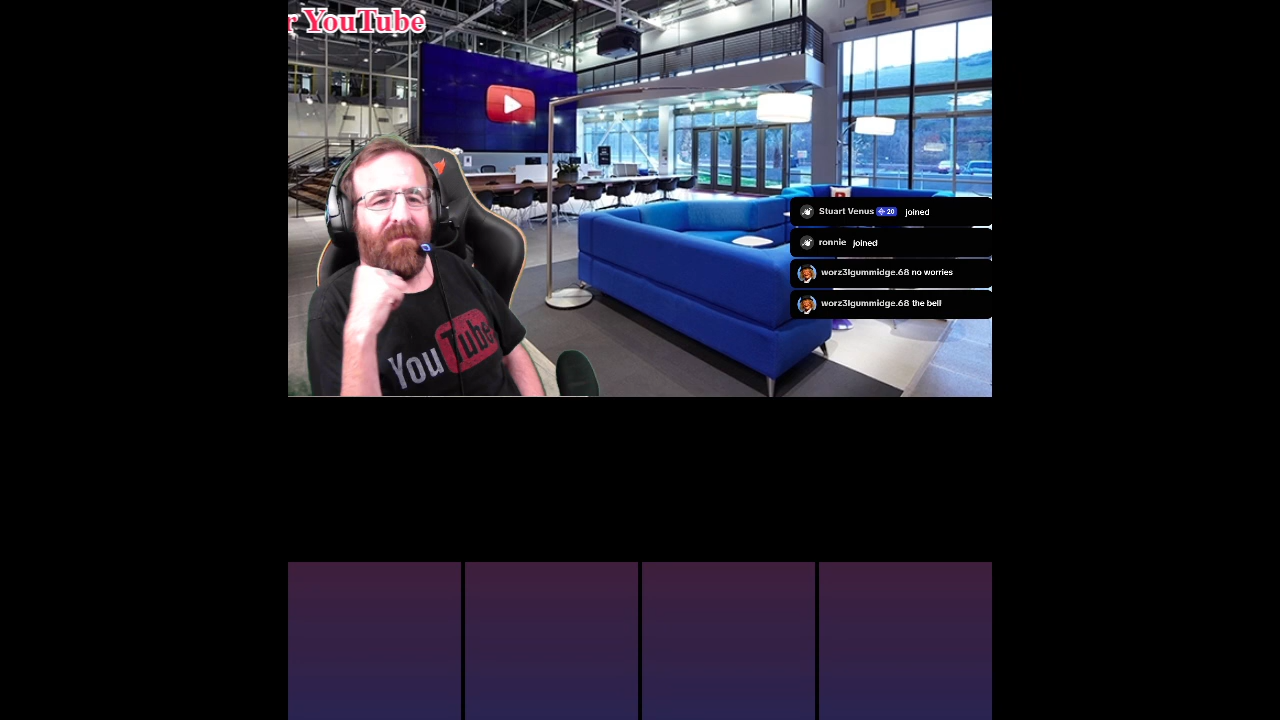 r YouTube
Stuart Venus 20 joined
ronnie joined
worz3lgummidge.68 no worries
worz3lgummidge.68 the bell
YouTube